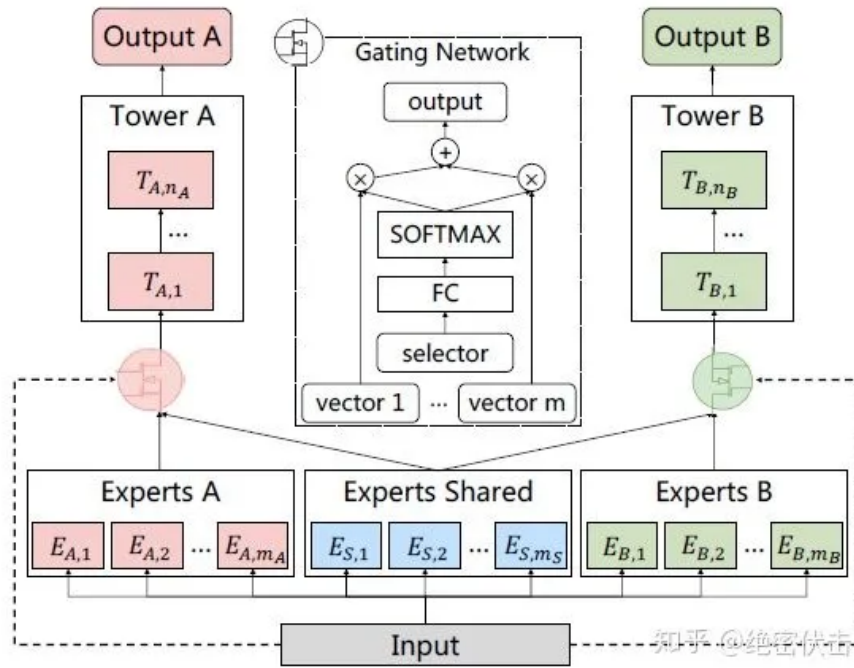 Output A
Gating Network
Output B
output
Tower A
Tower B
+
×
×
T_{A,n_A}
T_{B,n_B}
SOFTMAX
...
...
T_{A,1}
FC
T_{B,1}
selector
vector 1 ... vector m
Experts A
Experts Shared
Experts B
E_{A,1} E_{A,2} ... E_{A,m_A}
E_{S,1} E_{S,2} ... E_{S,m_S}
E_{B,1} E_{B,2} ... E_{B,m_B}
Input
知乎 @绝密伏击